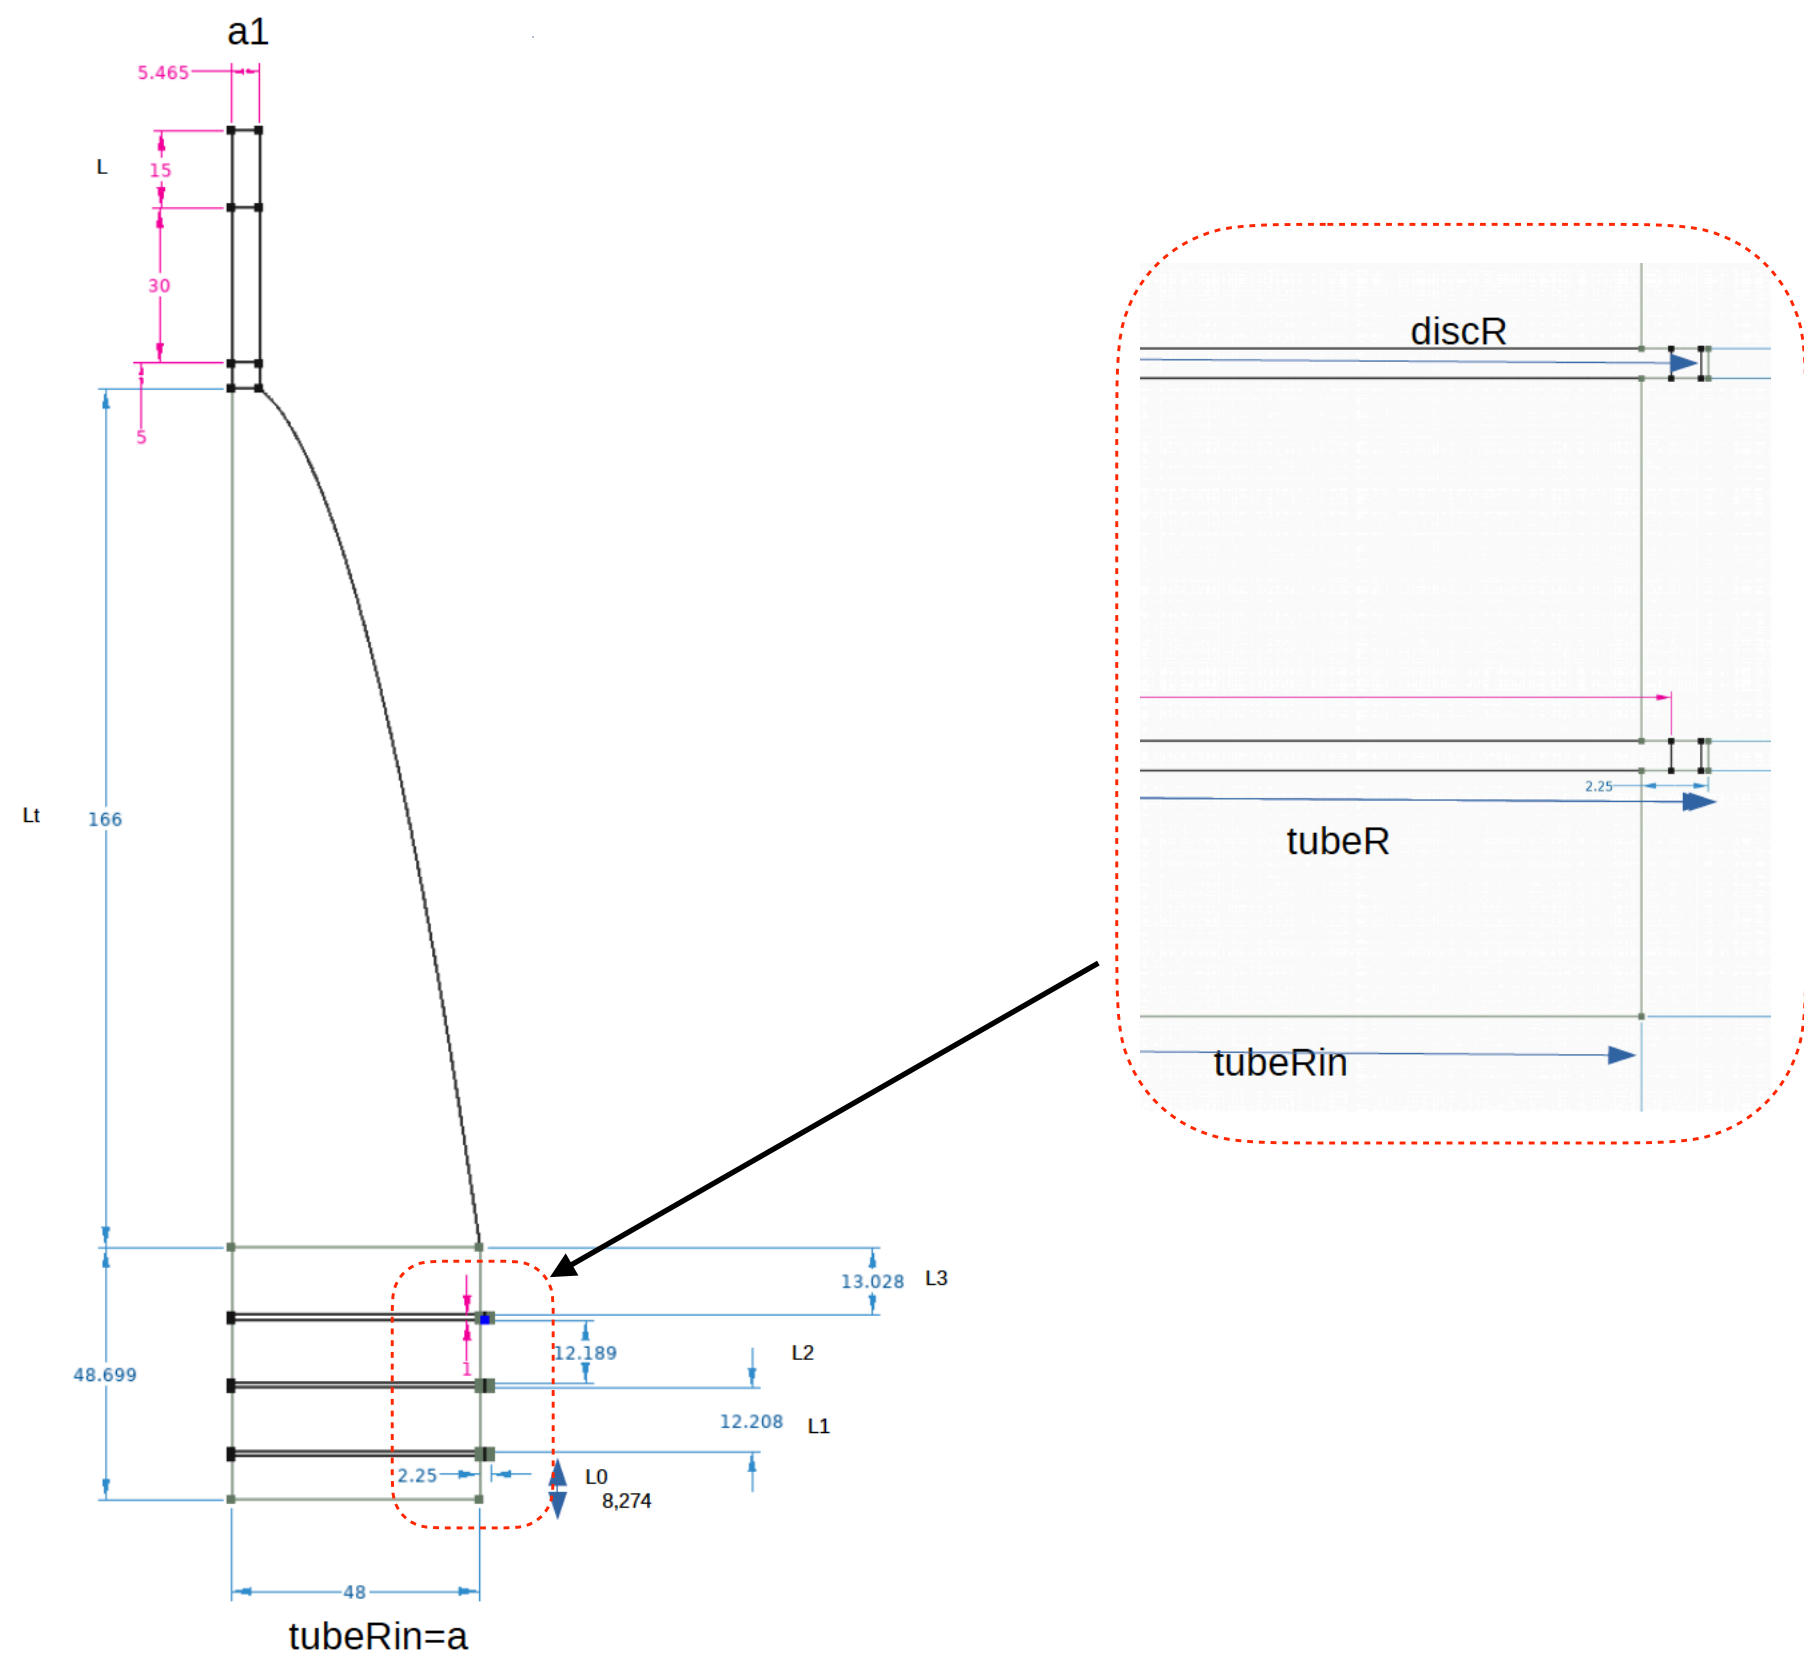 a1
5.465
L
15
30
5
Lt
166
discR
2.25
tubeR
tubeRin
13.028
L3
12.189
L2
1
48.699
12.208
L1
2.25
L0
8,274
48
tubeRin=a